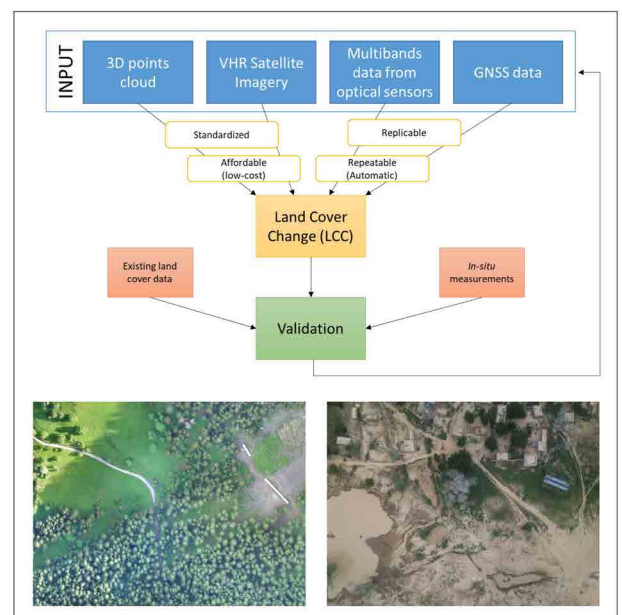 INPUT
3D points
cloud
VHR Satellite
Imagery
Multibands
data from
optical sensors
GNSS data
Standardized
Replicable
Affordable
(low-cost)
Repeatable
(Automatic)
Land Cover
Change (LCC)
Existing land
cover data
In-situ
measurements
Validation